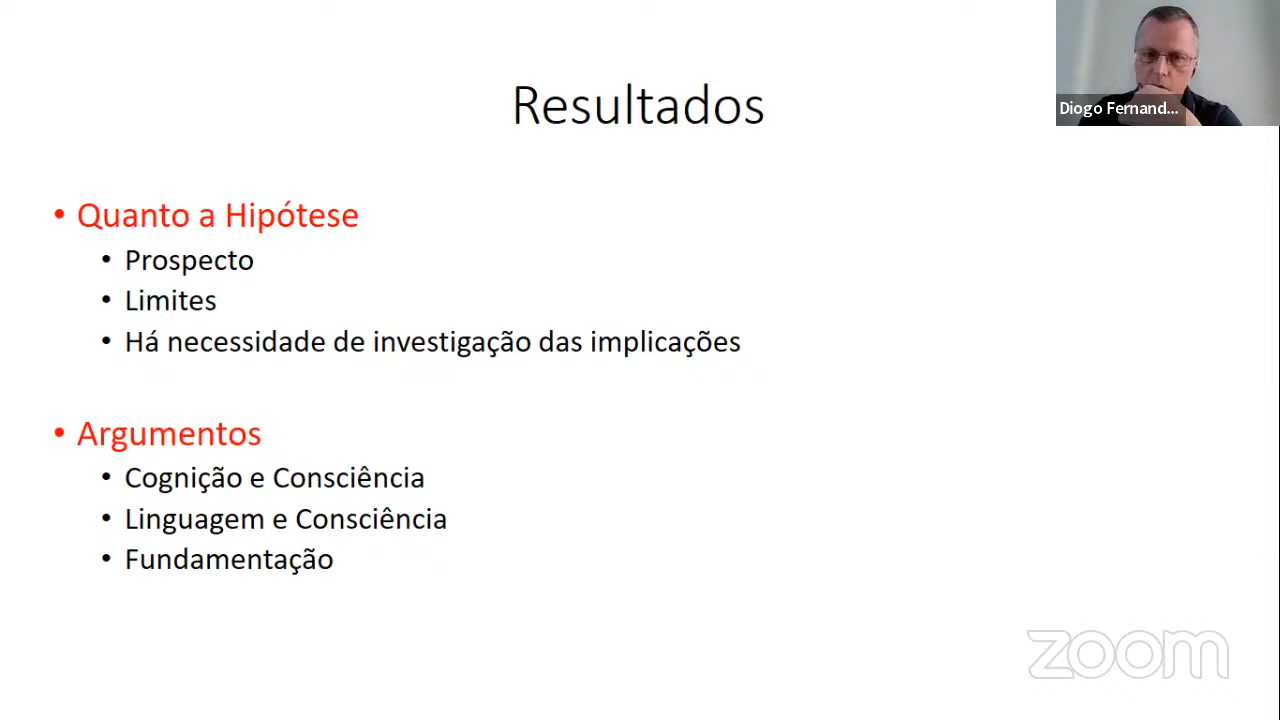 Resultados
Diogo Fernand...
• Quanto a Hipótese
• Prospecto
• Limites
• Há necessidade de investigação das implicações
• Argumentos
• Cognição e Consciência
• Linguagem e Consciência
• Fundamentação
zoom